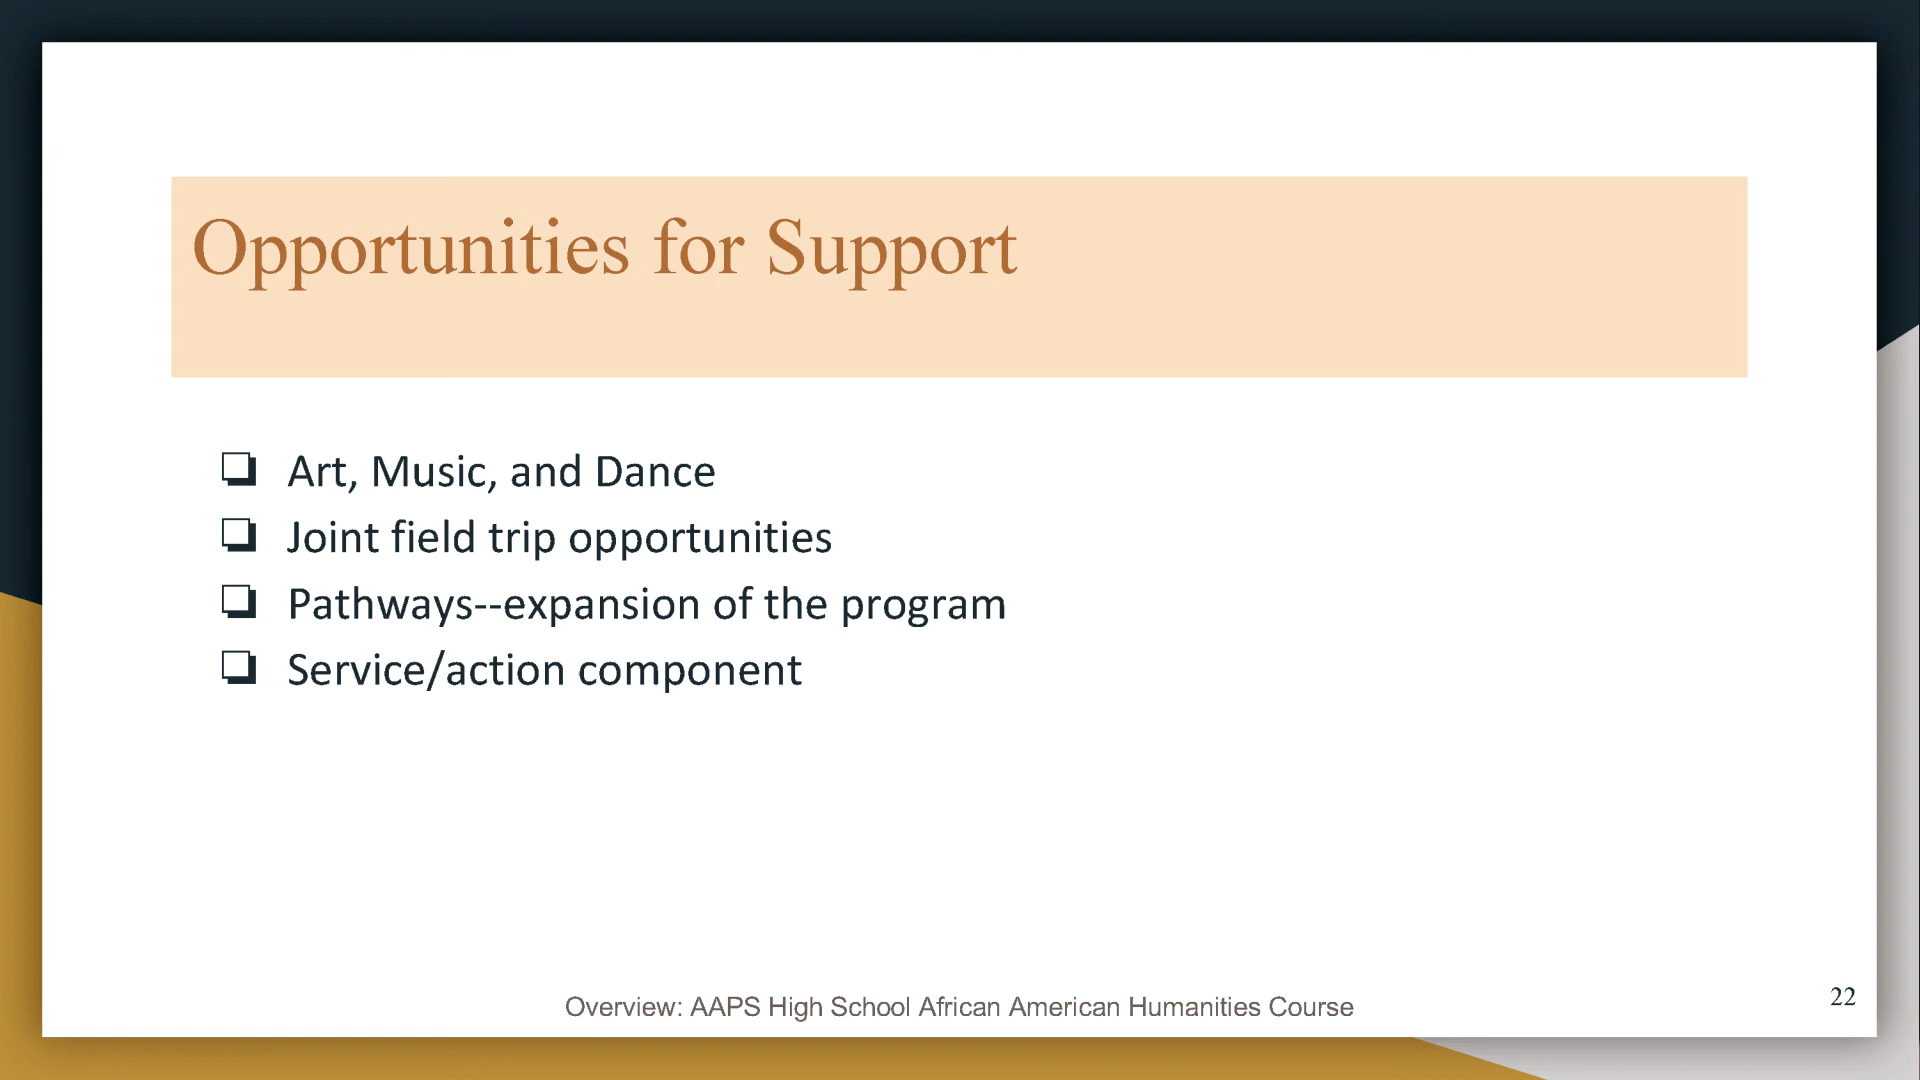 Opportunities for Support
❏ Art, Music, and Dance
❏ Joint field trip opportunities
❏ Pathways--expansion of the program
❏ Service/action component
Overview: AAPS High School African American Humanities Course
22